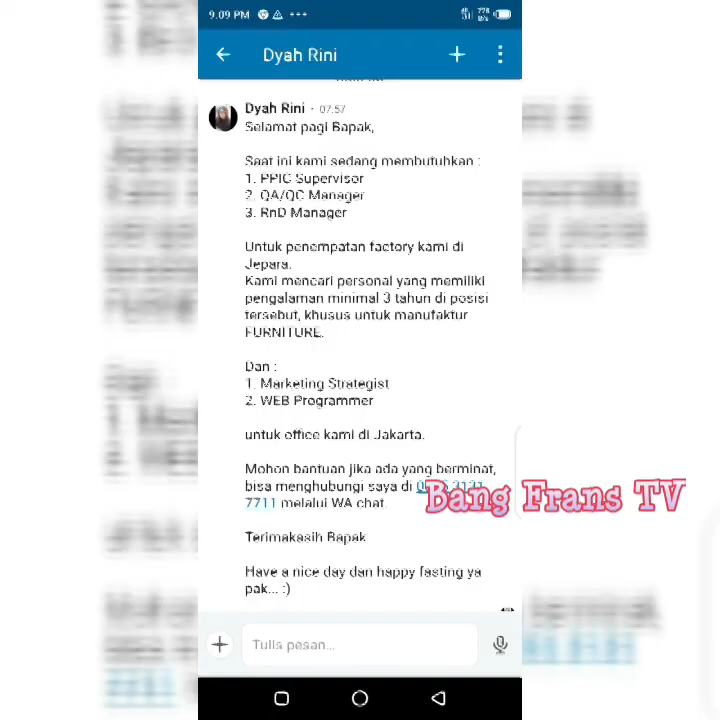 9.09 PM
Dyah Rini
Dyah Rini · 07.57
Selamat pagi Bapak,
Saat ini kami sedang membutuhkan :
1. PPIC Supervisor
2. QA/QC Manager
3. RnD Manager
Untuk penempatan factory kami di
Jepara.
Kami mencari personal yang memiliki
pengalaman minimal 3 tahun di posisi
tersebut, khusus untuk manufaktur
FURNITURE.
Dan :
1. Marketing Strategist
2. WEB Programmer
untuk office kami di Jakarta.
Mohon bantuan jika ada yang berminat,
bisa menghubungi saya di
7711 melalui WA chat.
Bang Frans TV
Terimakasih Bapak
Have a nice day dan happy fasting ya
pak... :)
Tulis pesan...